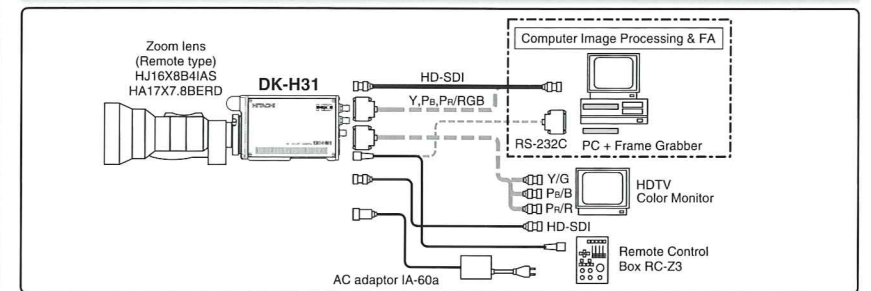 Computer Image Processing & FA
Zoom lens
(Remote type)
HJ16X8B4IAS
HA17X7.8BERD
DK-H31
HITACHI
HD-SDI
Y,PB,PR/RGB
RS-232C
PC + Frame Grabber
Y/G
PB/B
PR/R
HD-SDI
HDTV
Color Monitor
Remote Control
Box RC-Z3
AC adaptor IA-60a